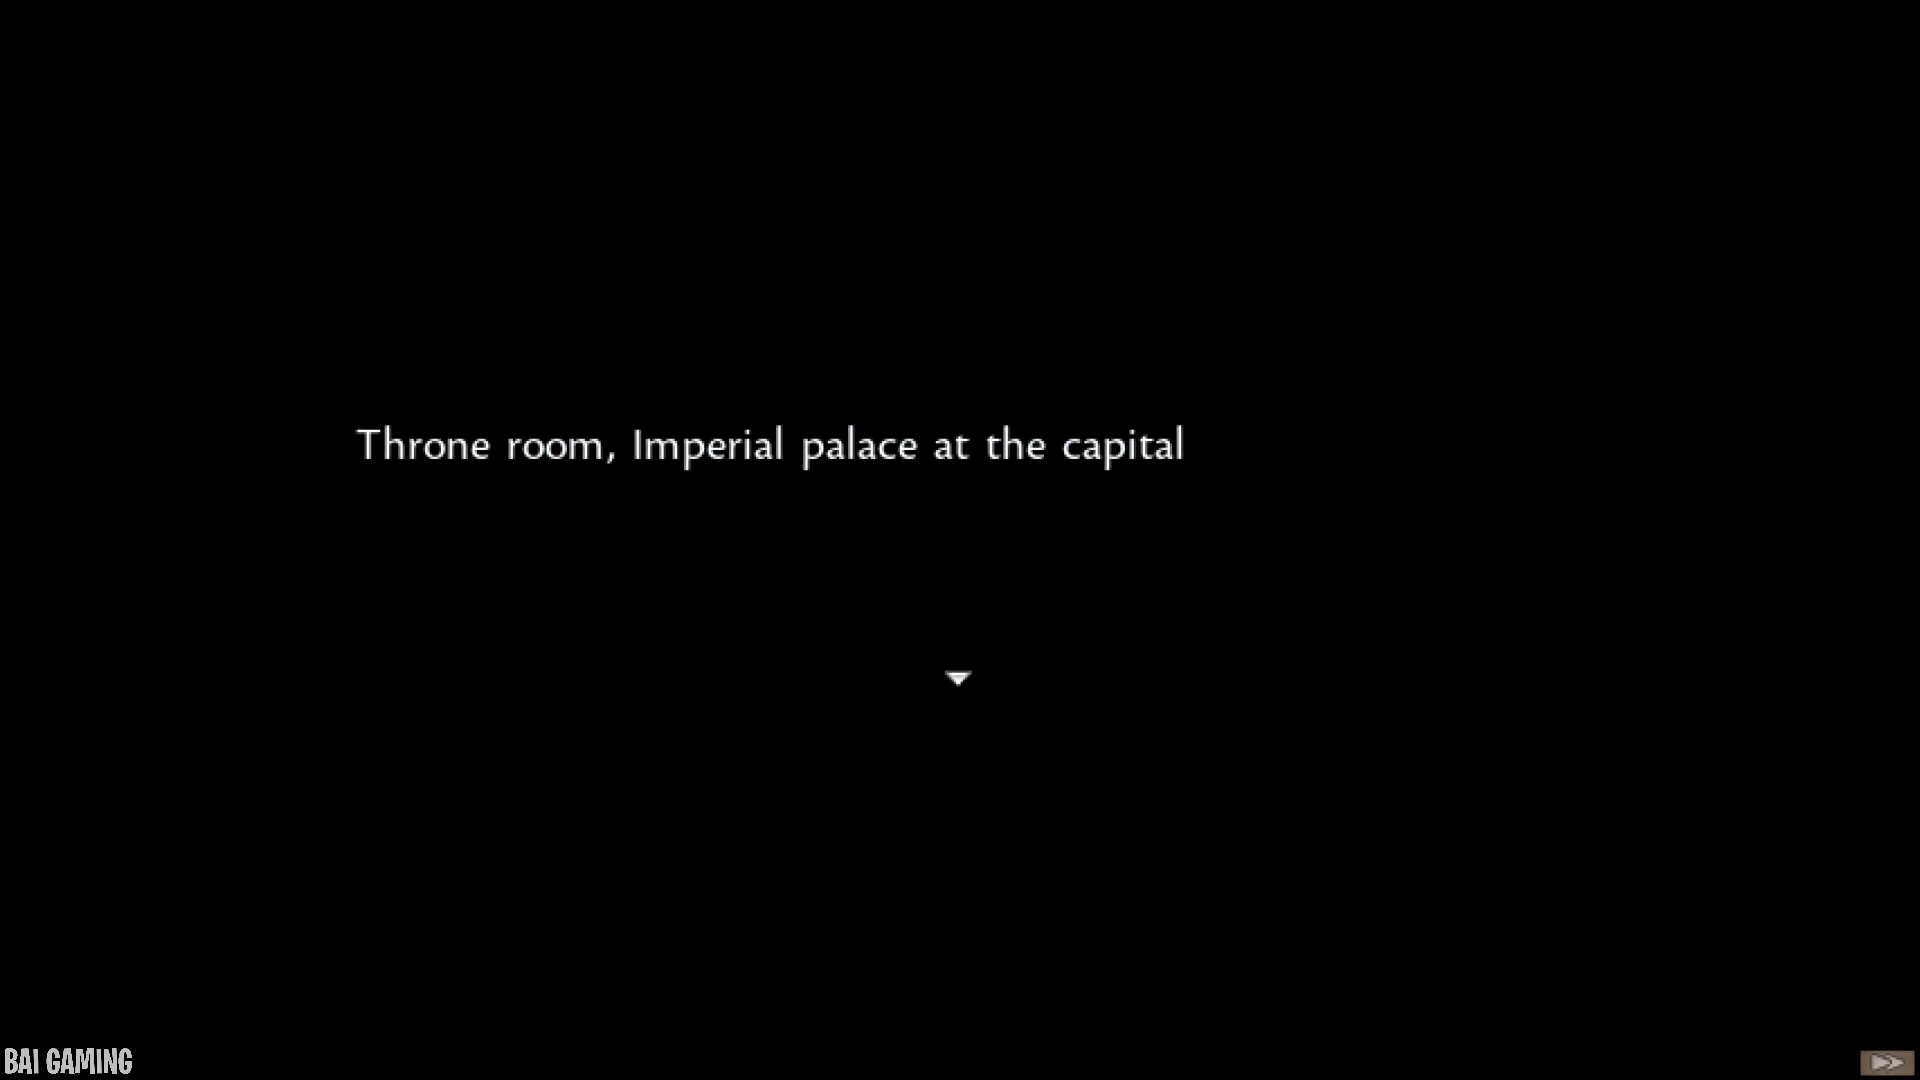 Throne room, Imperial palace at the capital
BAI GAMING